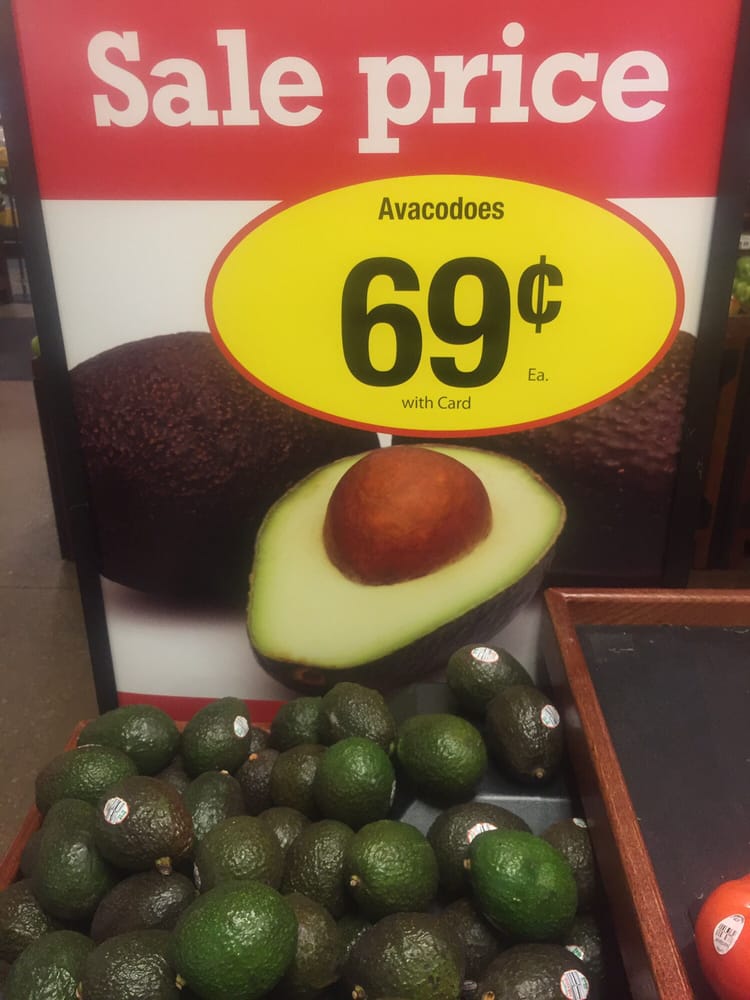 Sale price
Avacodoes
69¢
Ea.
with Card